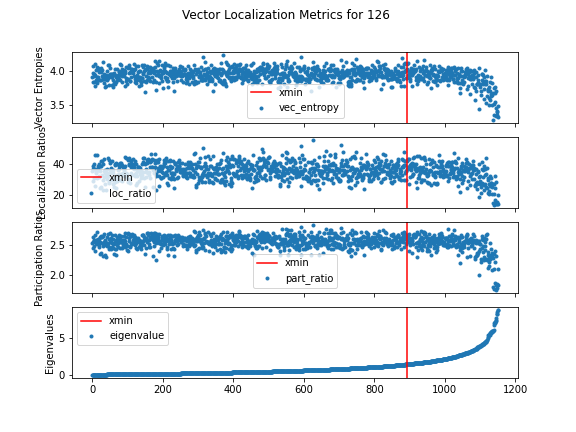 Vector Localization Metrics for 126
Vector Entropies
4.0
3.5
xmin
vec_entropy
Localization Ratios
40
20
xmin
loc_ratio
Participation Ratios
2.5
2.0
xmin
part_ratio
Eigenvalues
5
0
xmin
eigenvalue
0 200 400 600 800 1000 1200